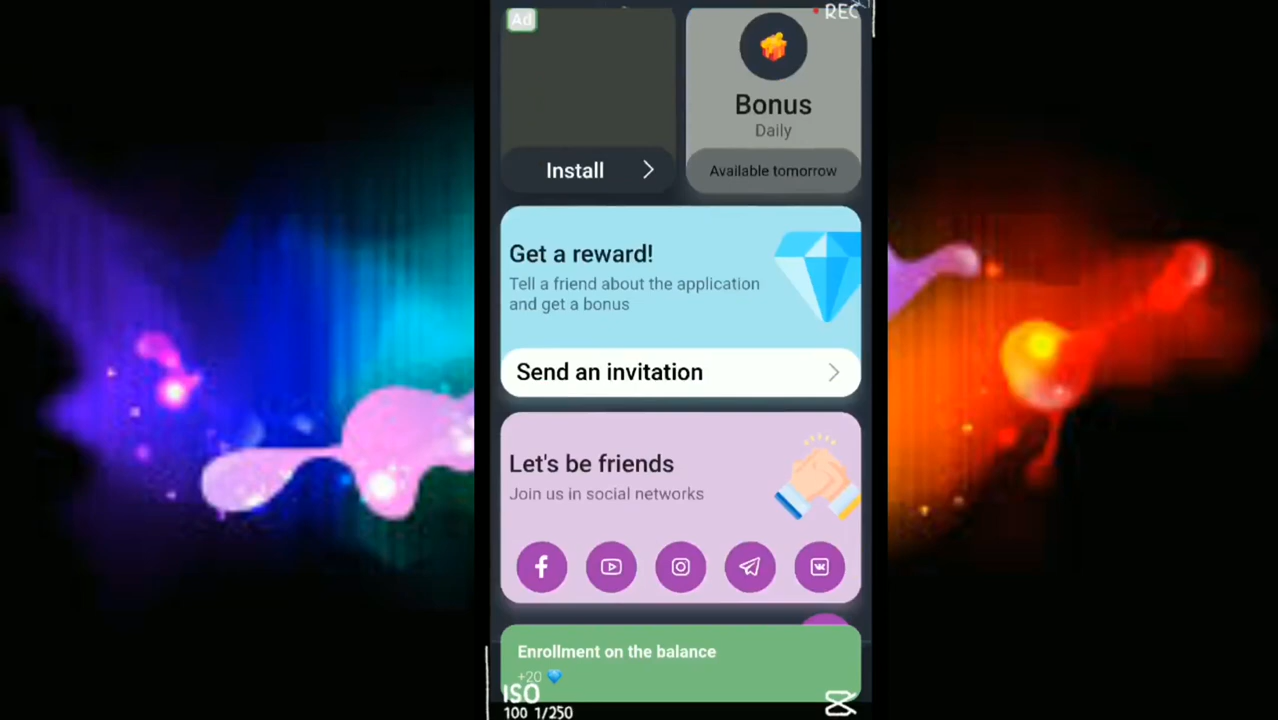 Ad
REC
Bonus
Daily
Install
Available tomorrow
Get a reward!
Tell a friend about the application
and get a bonus
Send an invitation
Let's be friends
Join us in social networks
Enrollment on the balance
+20
ISO
100 1/250